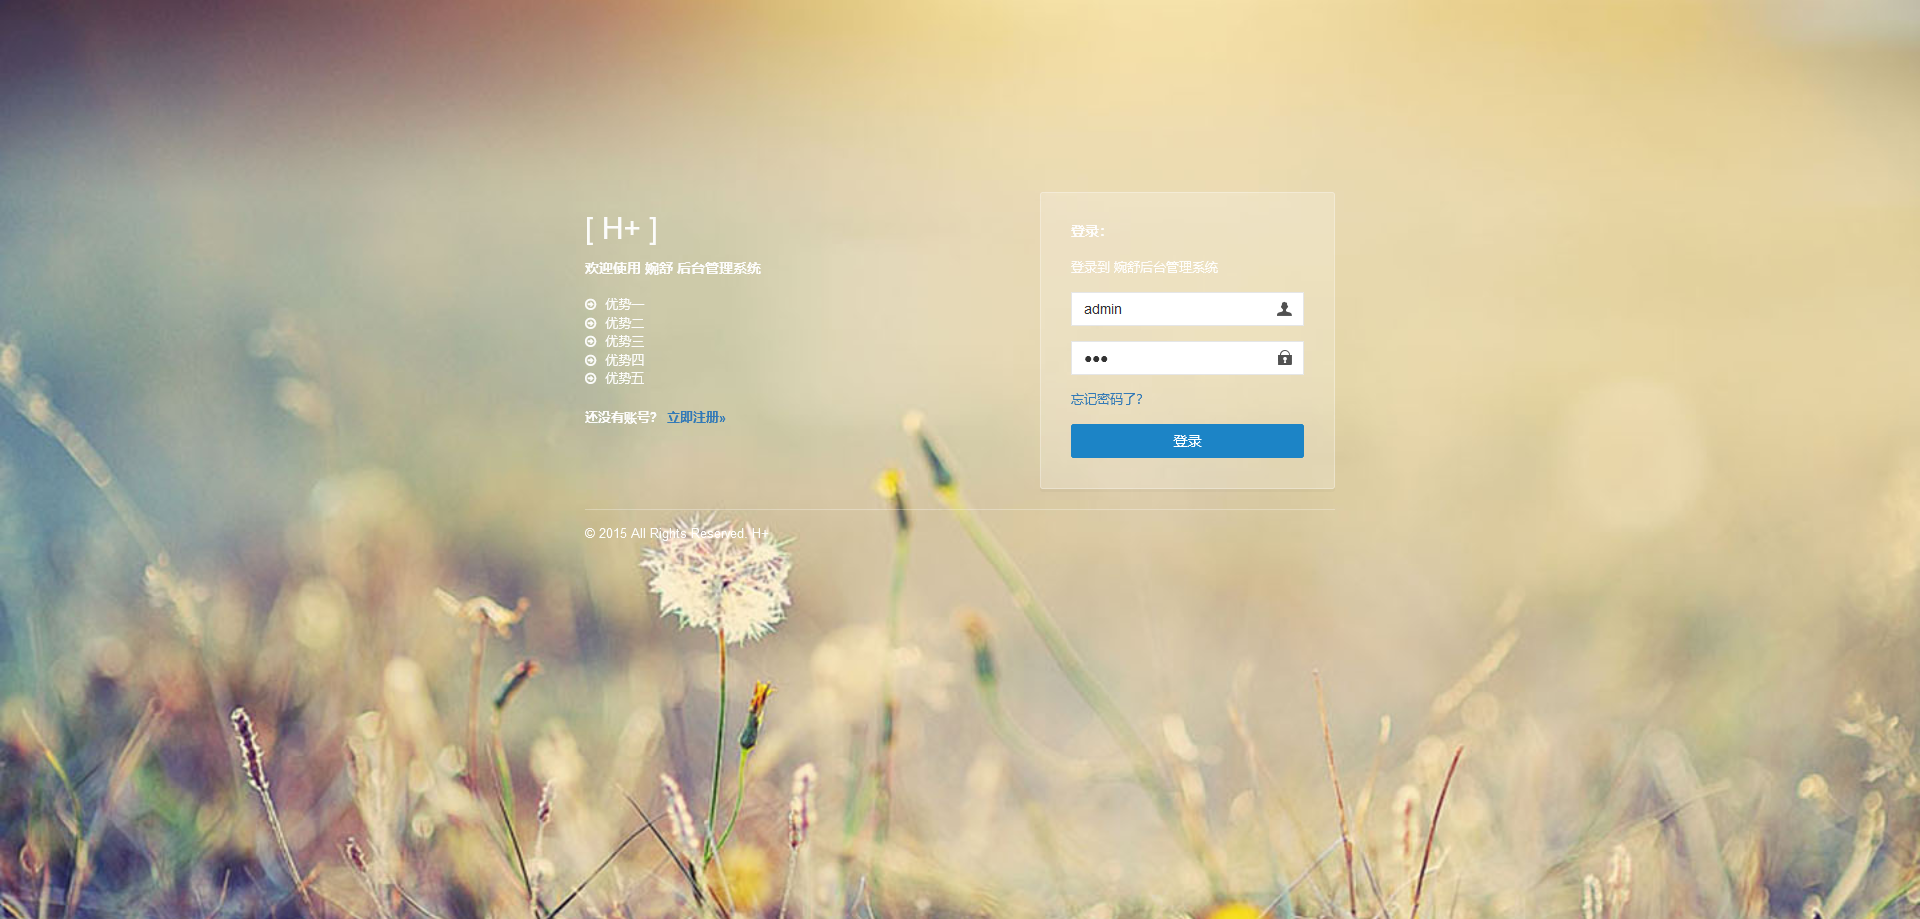 [ H+ ]
欢迎使用 婉舒 后台管理系统
优势一
优势二
优势三
优势四
优势五
还没有账号? 立即注册»
登录:
登录到 婉舒后台管理系统
admin
•••
忘记密码了?
登录
© 2015 All Rights Reserved. H+